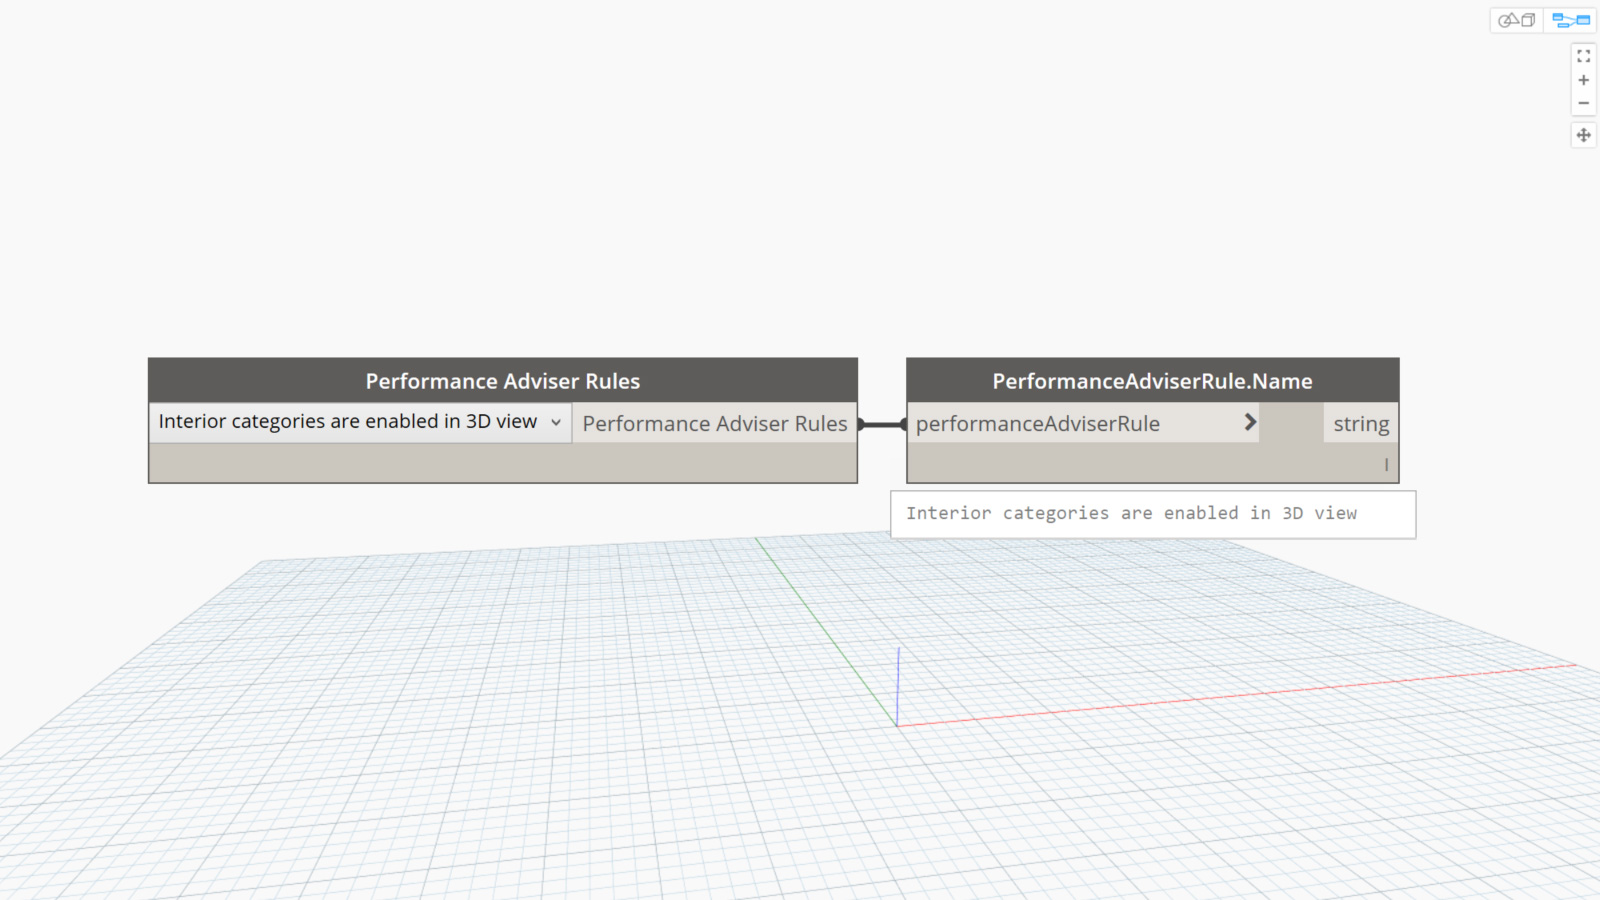 Performance Adviser Rules
Interior categories are enabled in 3D view
Performance Adviser Rules
PerformanceAdviserRule.Name
performanceAdviserRule
string
Interior categories are enabled in 3D view